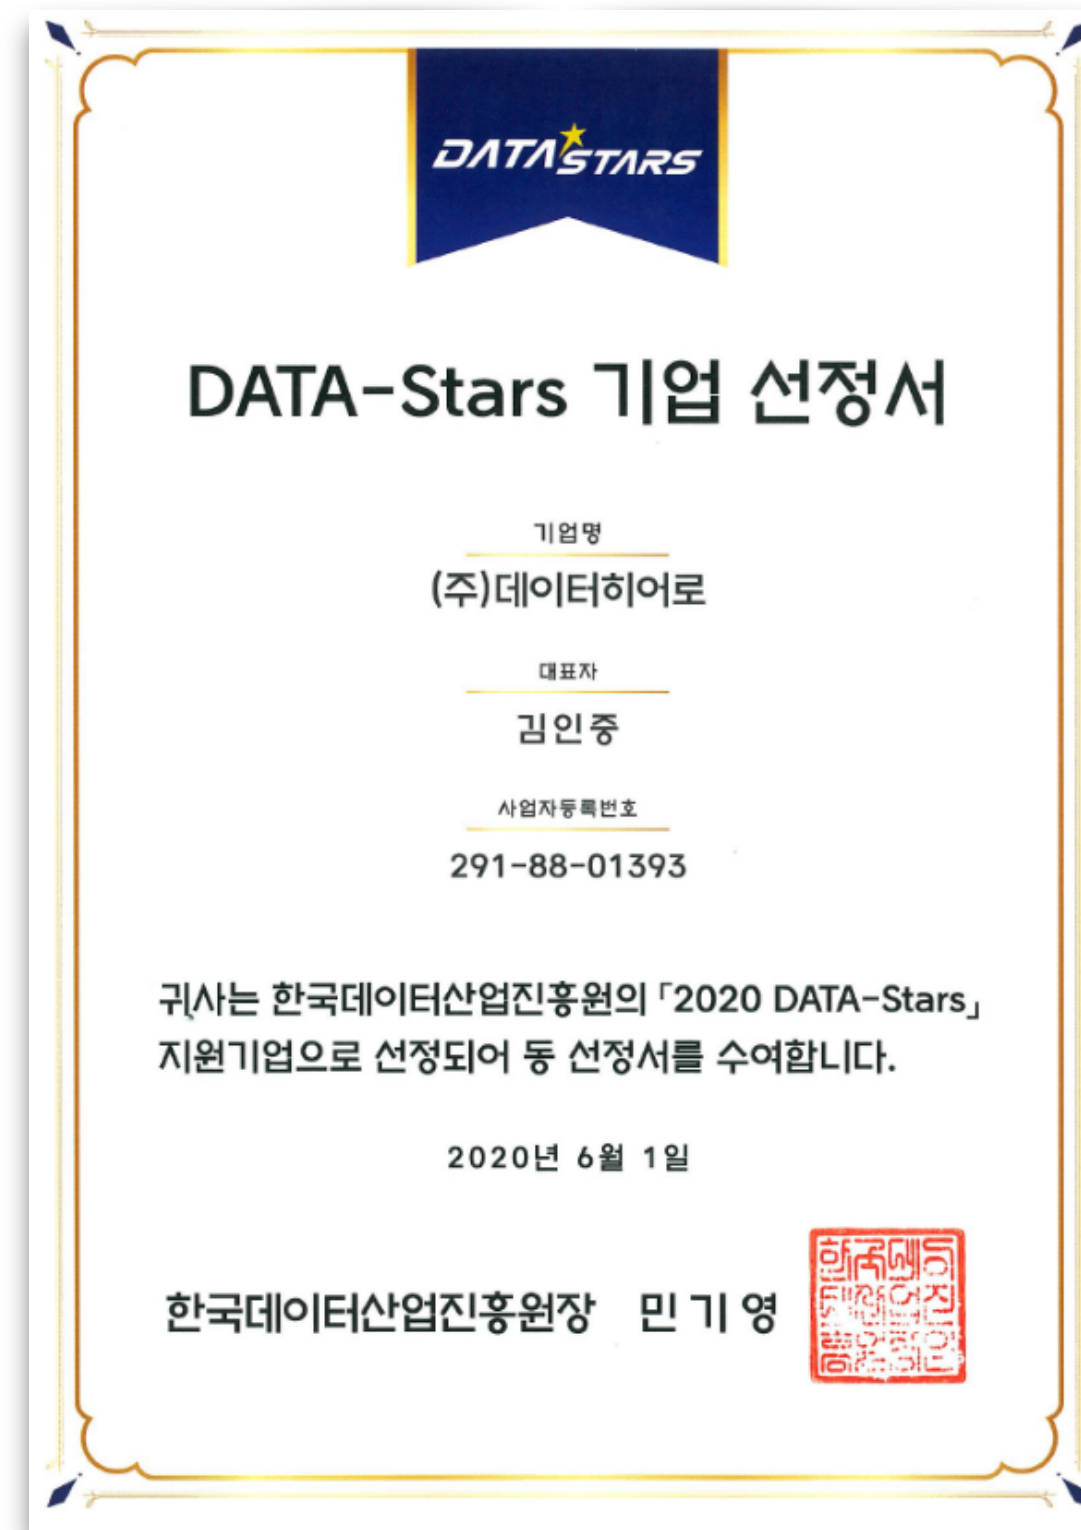 DATA STARS
DATA-Stars 기업 선정서
기업명
(주)데이터히어로
대표자
김인중
사업자등록번호
291-88-01393
귀사는 한국데이터산업진흥원의 「2020 DATA-Stars」
지원기업으로 선정되어 동 선정서를 수여합니다.
2020년 6월 1일
한국데이터산업진흥원장 민기영